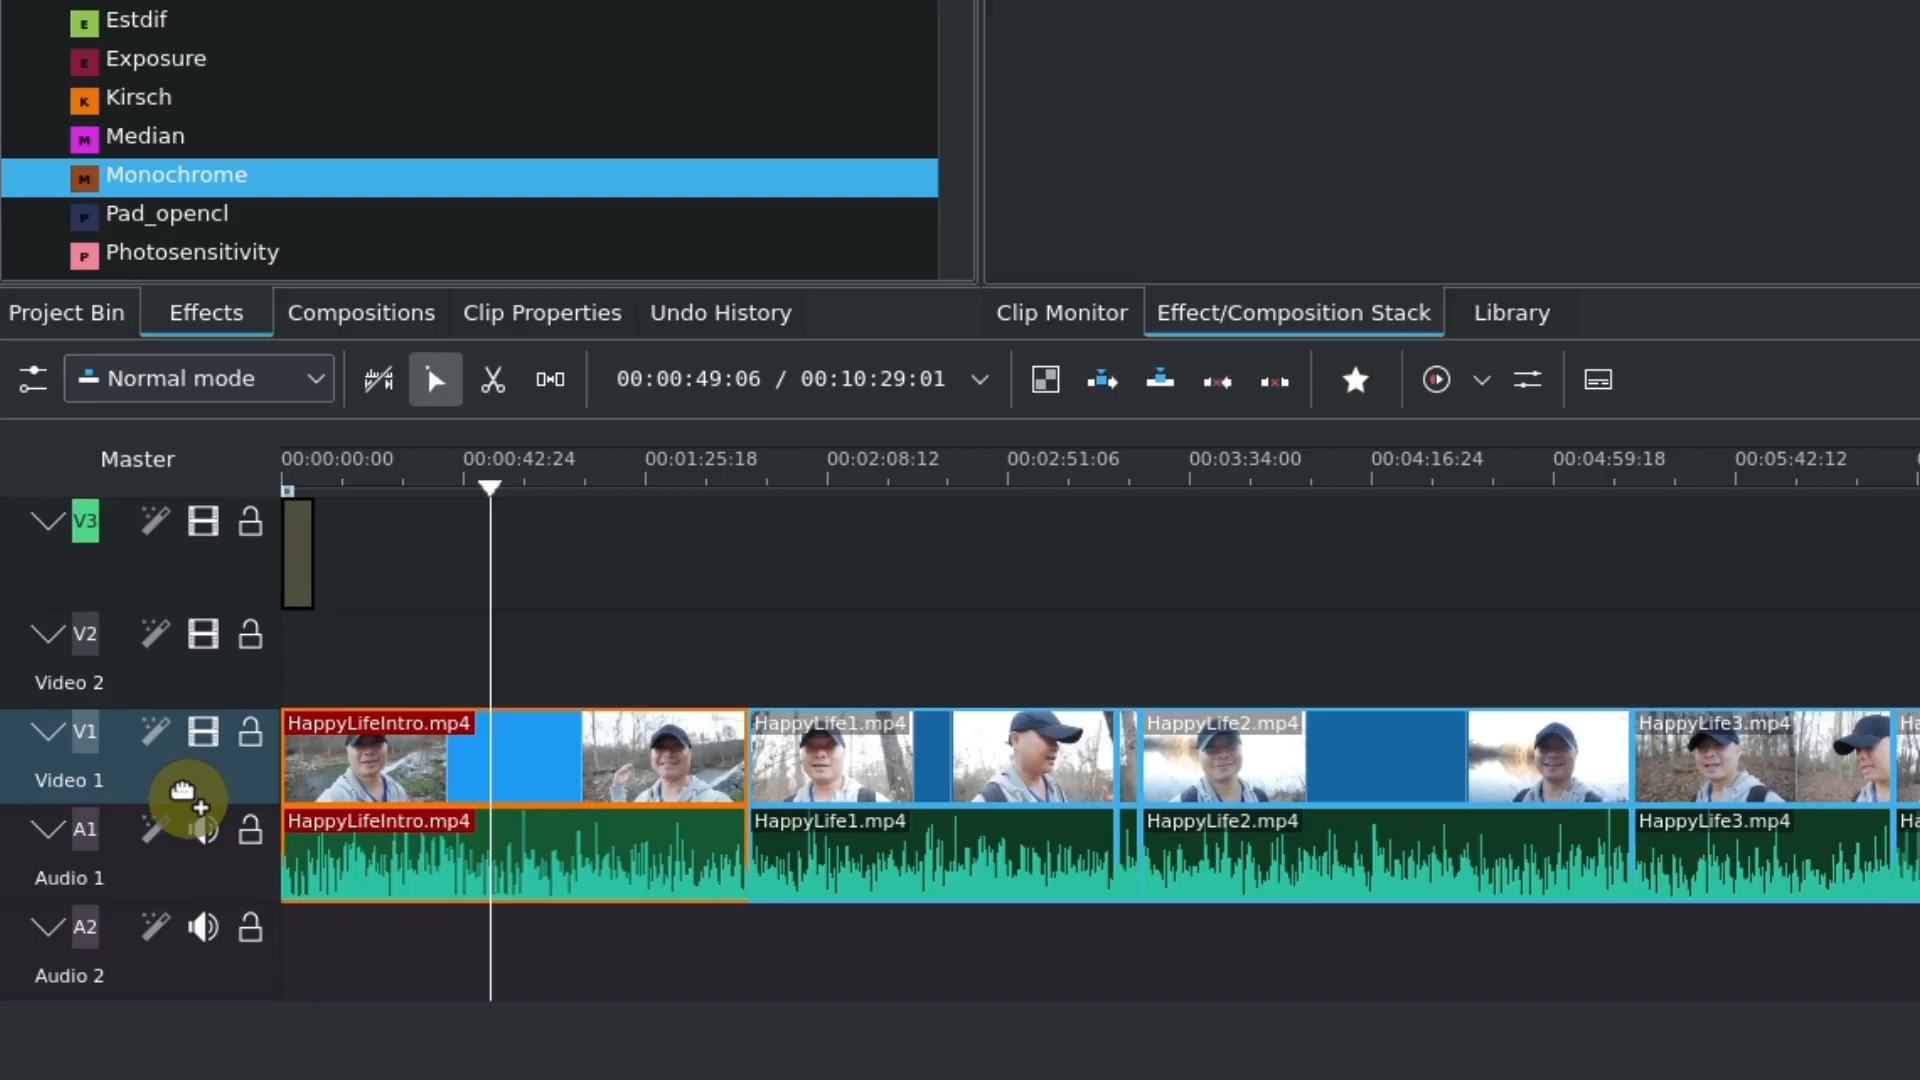 E Estdif
E Exposure
K Kirsch
M Median
M Monochrome
P Pad_opencl
P Photosensitivity
Project Bin Effects Compositions Clip Properties Undo History Clip Monitor Effect/Composition Stack Library
Normal mode 00:00:49:06 / 00:10:29:01
Master 00:00:00:00 00:00:42:24 00:01:25:18 00:02:08:12 00:02:51:06 00:03:34:00 00:04:16:24 00:04:59:18 00:05:42:12
V3
V2
Video 2
V1 HappyLifeIntro.mp4 HappyLife1.mp4 HappyLife2.mp4 HappyLife3.mp4 Ha
Video 1
A1 HappyLifeIntro.mp4 HappyLife1.mp4 HappyLife2.mp4 HappyLife3.mp4 Ha
Audio 1
A2
Audio 2